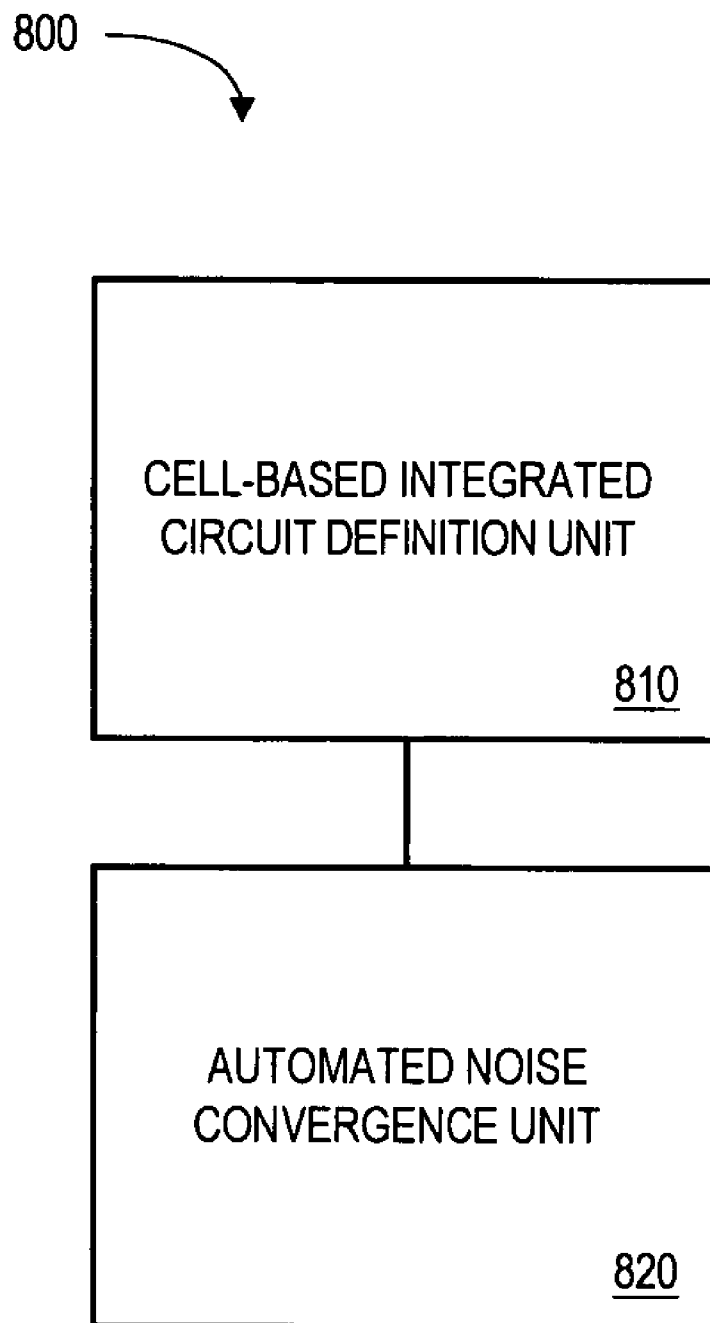 800
CELL-BASED INTEGRATED
CIRCUIT DEFINITION UNIT
810
AUTOMATED NOISE
CONVERGENCE UNIT
820